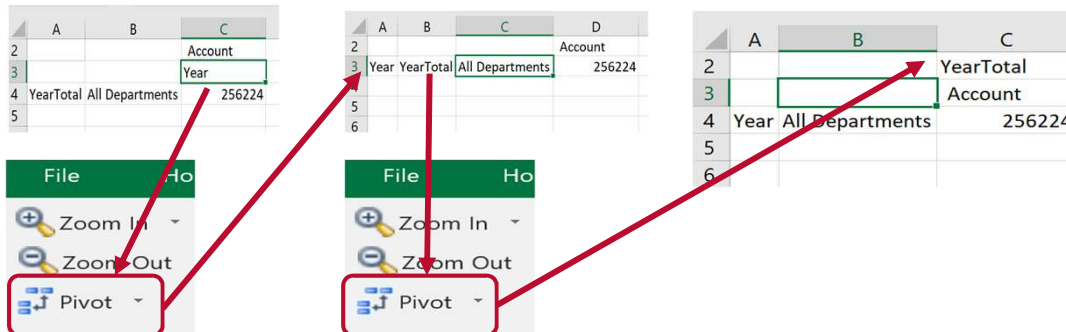 A B C
2 Account
3 Year
4 YearTotal All Departments 256224
5
File Ho
Zoom In
Zoom Out
Pivot
A B C D
2 Account
3 Year YearTotal All Departments 256224
5
6
File Ho
Zoom In
Zoom Out
Pivot
A B C
2 YearTotal
3 Account
4 Year All Departments 256224
5
6